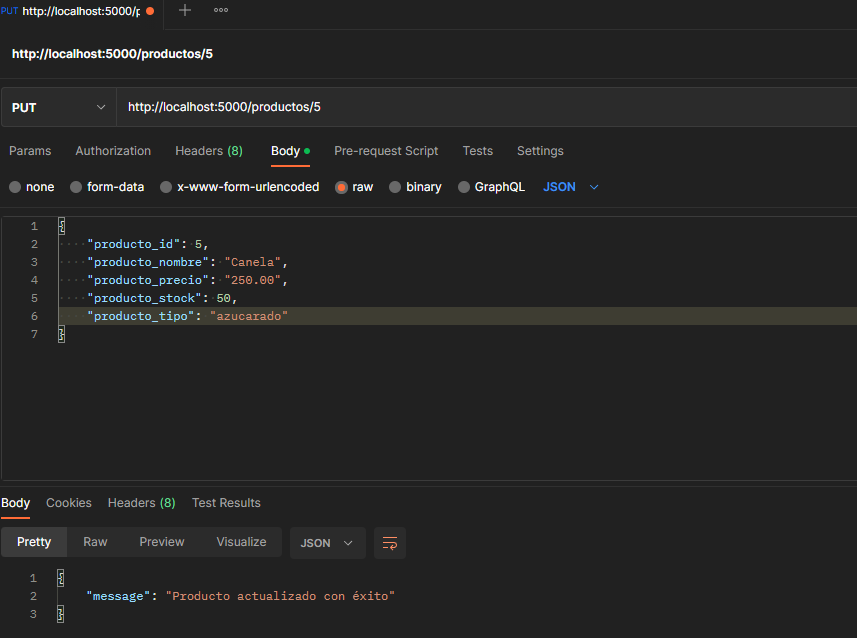 PUT http://localhost:5000/p
http://localhost:5000/productos/5
PUT http://localhost:5000/productos/5
Params Authorization Headers (8) Body Pre-request Script Tests Settings
none form-data x-www-form-urlencoded raw binary GraphQL JSON
1 {
2 "producto_id": 5,
3 "producto_nombre": "Canela",
4 "producto_precio": "250.00",
5 "producto_stock": 50,
6 "producto_tipo": "azucarado"
7 }
Body Cookies Headers (8) Test Results
Pretty Raw Preview Visualize JSON
1 {
2 "message": "Producto actualizado con éxito"
3 }